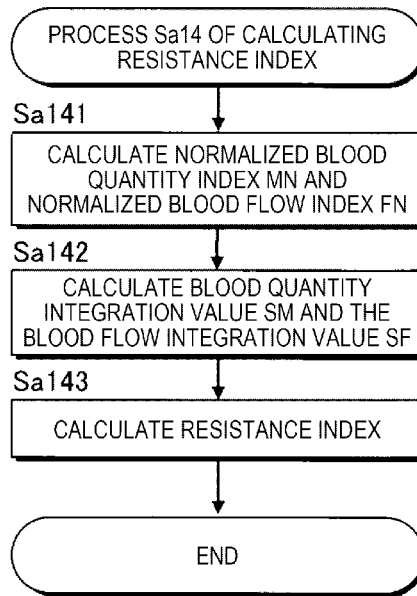 PROCESS Sa14 OF CALCULATING
RESISTANCE INDEX
Sa141
CALCULATE NORMALIZED BLOOD
QUANTITY INDEX MN AND
NORMALIZED BLOOD FLOW INDEX FN
Sa142
CALCULATE BLOOD QUANTITY
INTEGRATION VALUE SM AND THE
BLOOD FLOW INTEGRATION VALUE SF
Sa143
CALCULATE RESISTANCE INDEX
END